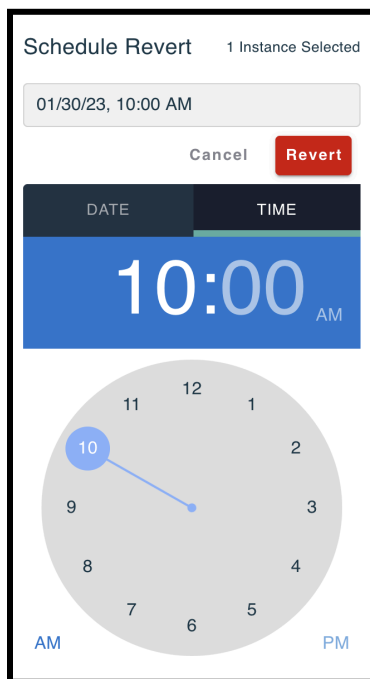 Schedule Revert 1 Instance Selected
01/30/23, 10:00 AM
Cancel Revert
DATE TIME
10:00 AM
12
11 1
10 2
9 3
8 4
7 5
6
AM PM